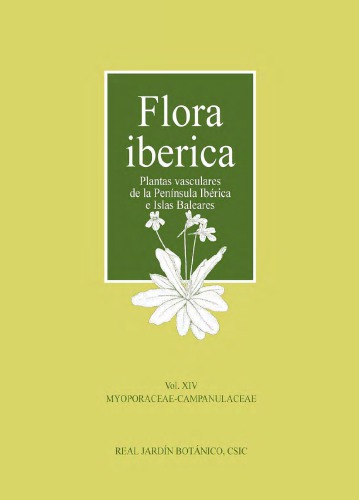 Flora
iberica
Plantas vasculares
de la Península Ibérica
e Islas Baleares
Vol. XIV
MYOPORACEAE-CAMPANULACEAE
REAL JARDÍN BOTÁNICO, CSIC